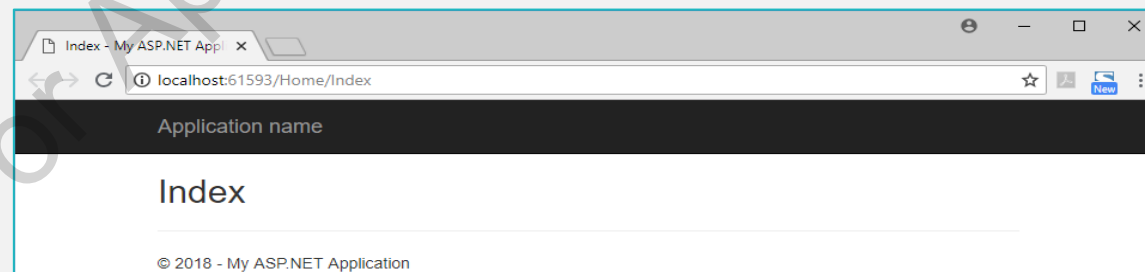 Index - My ASP.NET Appl
localhost:61593/Home/Index
New
Application name
Index
© 2018 - My ASP.NET Application